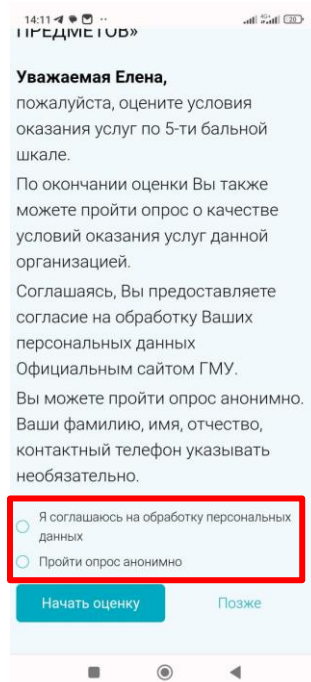 14:11
20
ПРЕДМЕТОВ»
Уважаемая Елена,
пожалуйста, оцените условия
оказания услуг по 5-ти бальной
шкале.
По окончании оценки Вы также
можете пройти опрос о качестве
условий оказания услуг данной
организацией.
Соглашаясь, Вы предоставляете
согласие на обработку Ваших
персональных данных
Официальным сайтом ГМУ.
Вы можете пройти опрос анонимно.
Ваши фамилию, имя, отчество,
контактный телефон указывать
необязательно.
Я соглашаюсь на обработку персональных
данных
Пройти опрос анонимно
Начать оценку Позже